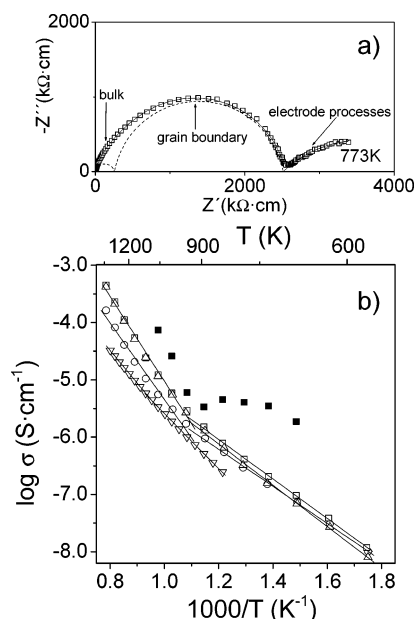 2000
a)
bulk
-Z´´(kΩ·cm)
1000
grain boundary
electrode processes
773K
0
0 2000 4000
Z´(kΩ·cm)
T (K)
1200 900 600
-3.0
b)
-4.0
-5.0
-6.0
-7.0
-8.0
log σ (S·cm⁻¹)
0.8 1.0 1.2 1.4 1.6 1.8
1000/T (K⁻¹)